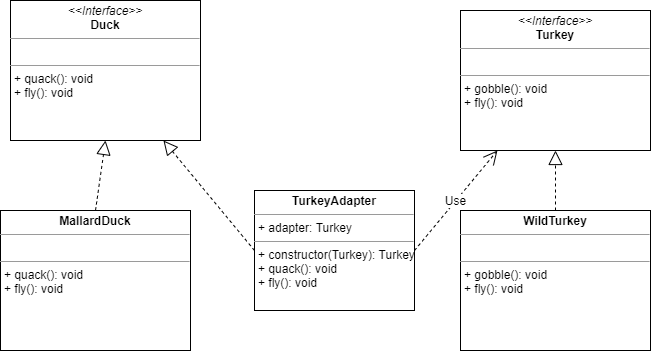 <<Interface>>
Duck
+ quack(): void
+ fly(): void
<<Interface>>
Turkey
+ gobble(): void
+ fly(): void
MallardDuck
+ quack(): void
+ fly(): void
TurkeyAdapter
+ adapter: Turkey
+ constructor(Turkey): Turkey
+ quack(): void
+ fly(): void
Use
WildTurkey
+ gobble(): void
+ fly(): void